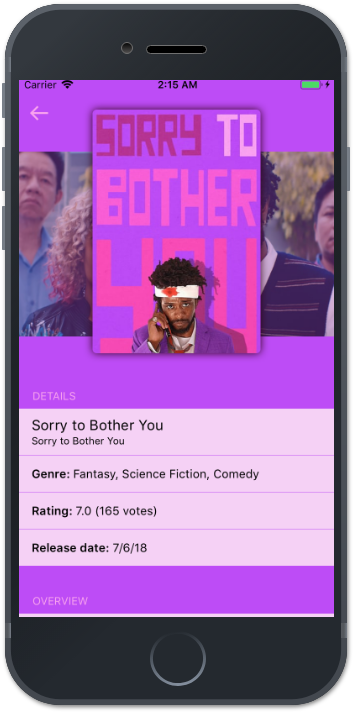 Carrier 2:15 AM
SORRY TO
BOTHER
YOU
DETAILS
Sorry to Bother You
Sorry to Bother You
Genre: Fantasy, Science Fiction, Comedy
Rating: 7.0 (165 votes)
Release date: 7/6/18
OVERVIEW